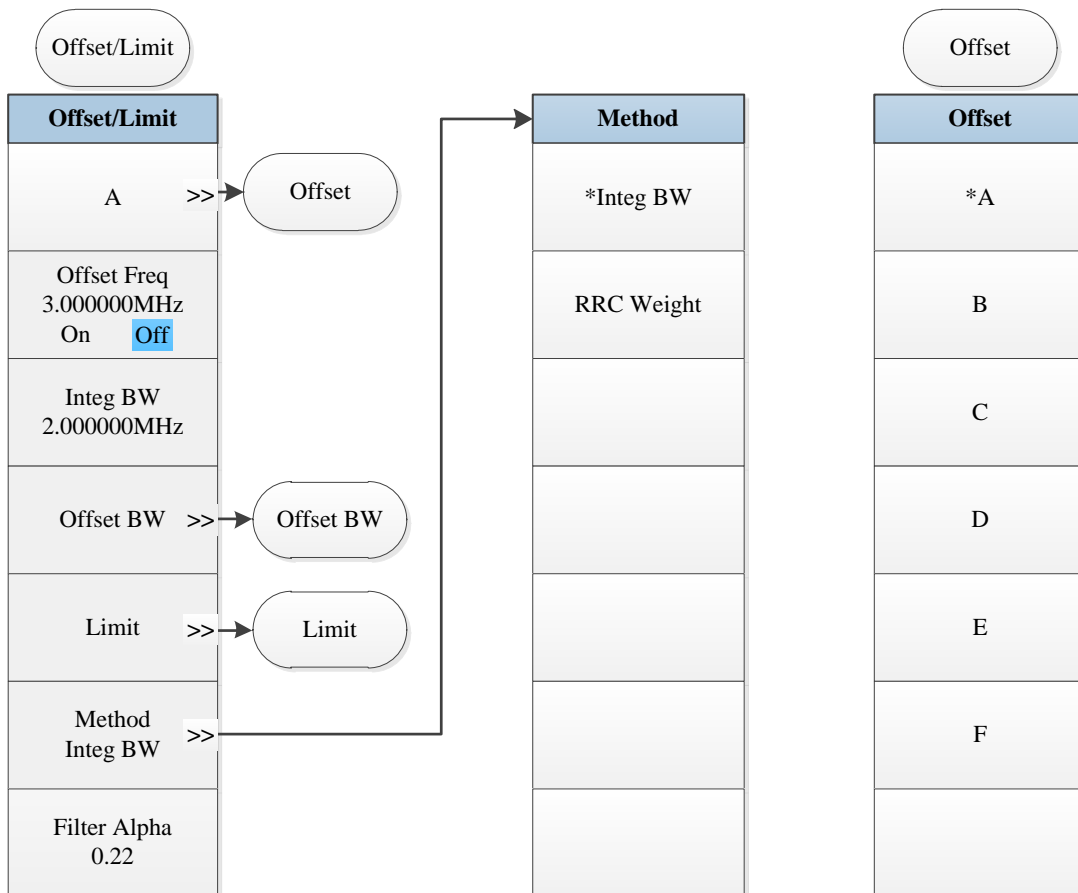 Offset/Limit
Offset/Limit
A >>
Offset
Offset Freq
3.000000MHz
On Off
Integ BW
2.000000MHz
Offset BW >>
Offset BW
Limit >>
Limit
Method
Integ BW
>>
Filter Alpha
0.22
Method
*Integ BW
RRC Weight
Offset
Offset
*A
B
C
D
E
F